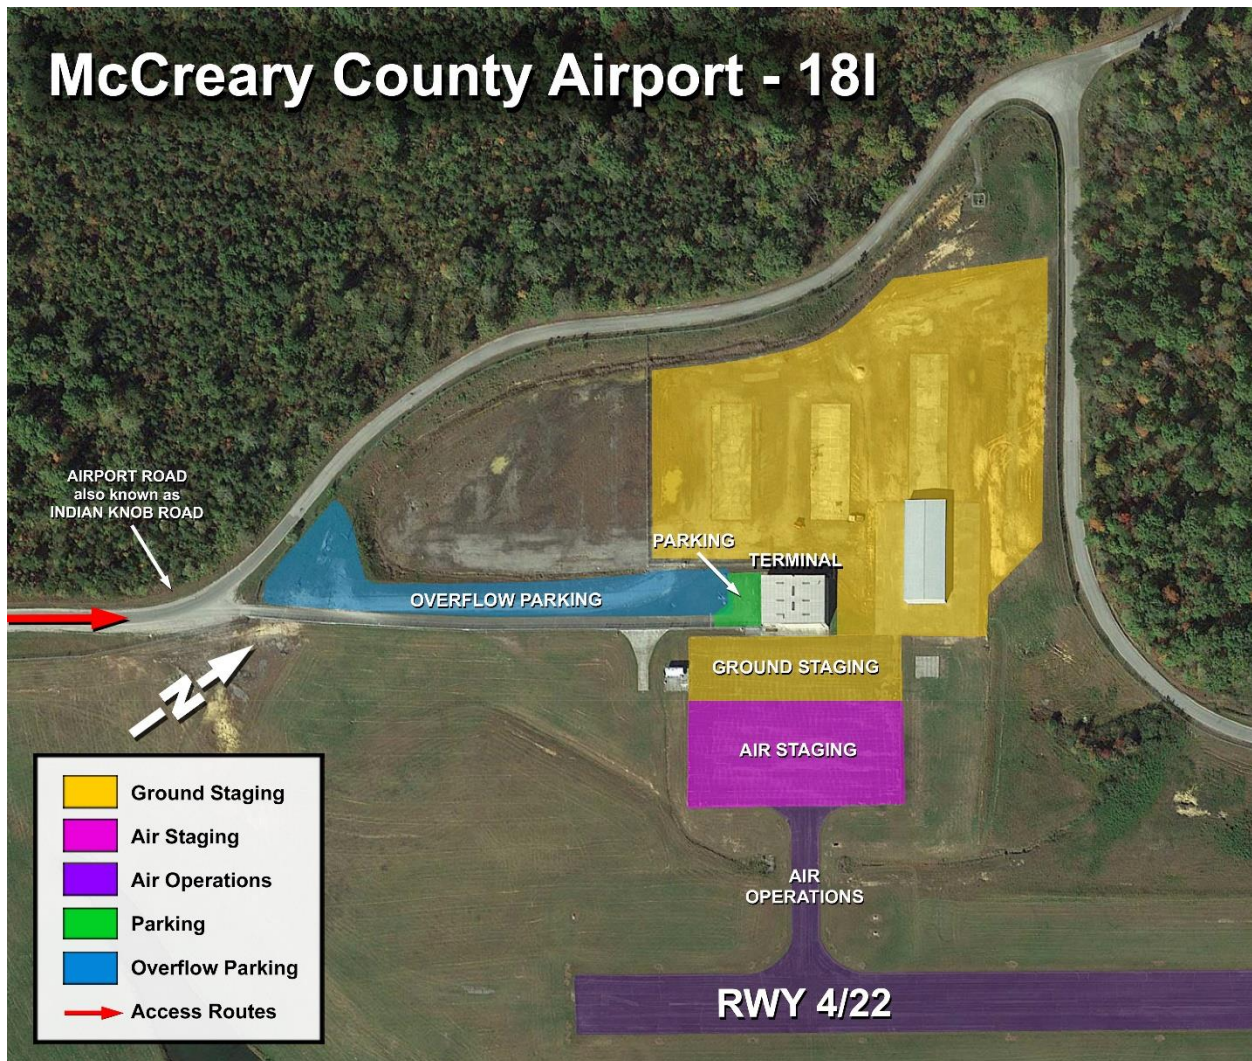 McCreary County Airport - 18I
AIRPORT ROAD
also known as
INDIAN KNOB ROAD
PARKING
TERMINAL
OVERFLOW PARKING
N
GROUND STAGING
AIR STAGING
AIR
OPERATIONS
RWY 4/22
Ground Staging
Air Staging
Air Operations
Parking
Overflow Parking
Access Routes